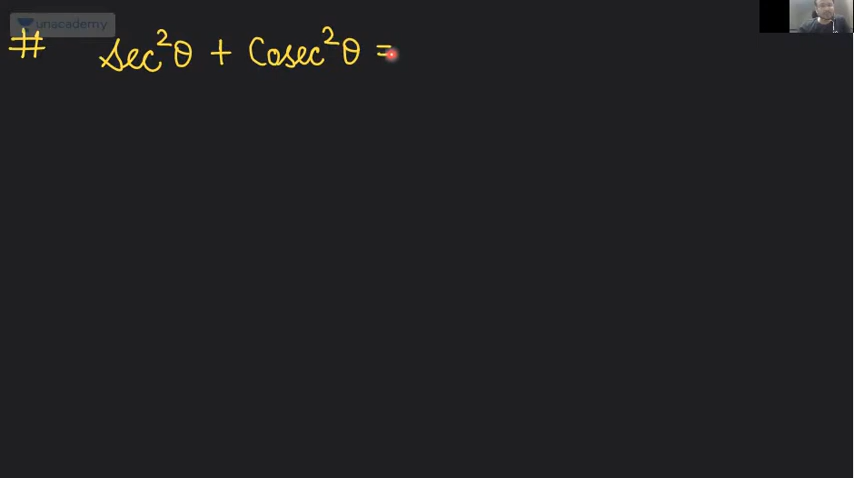 unacademy
# sec²θ + Cosec²θ =